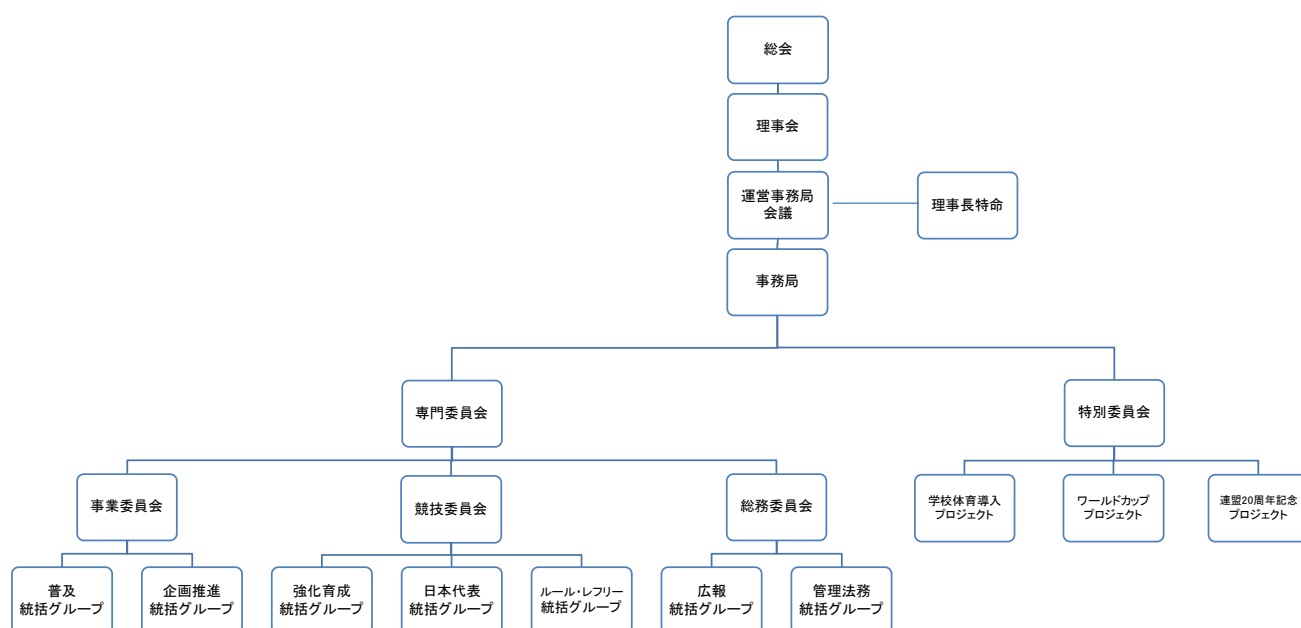 総会
理事会
運営事務局
会議
理事長特命
事務局
専門委員会
特別委員会
事業委員会
競技委員会
総務委員会
学校体育導入
プロジェクト
ワールドカップ
プロジェクト
連盟20周年記念
プロジェクト
普及
統括グループ
企画推進
統括グループ
強化育成
統括グループ
日本代表
統括グループ
ルール・レフリー
統括グループ
広報
統括グループ
管理法務
統括グループ